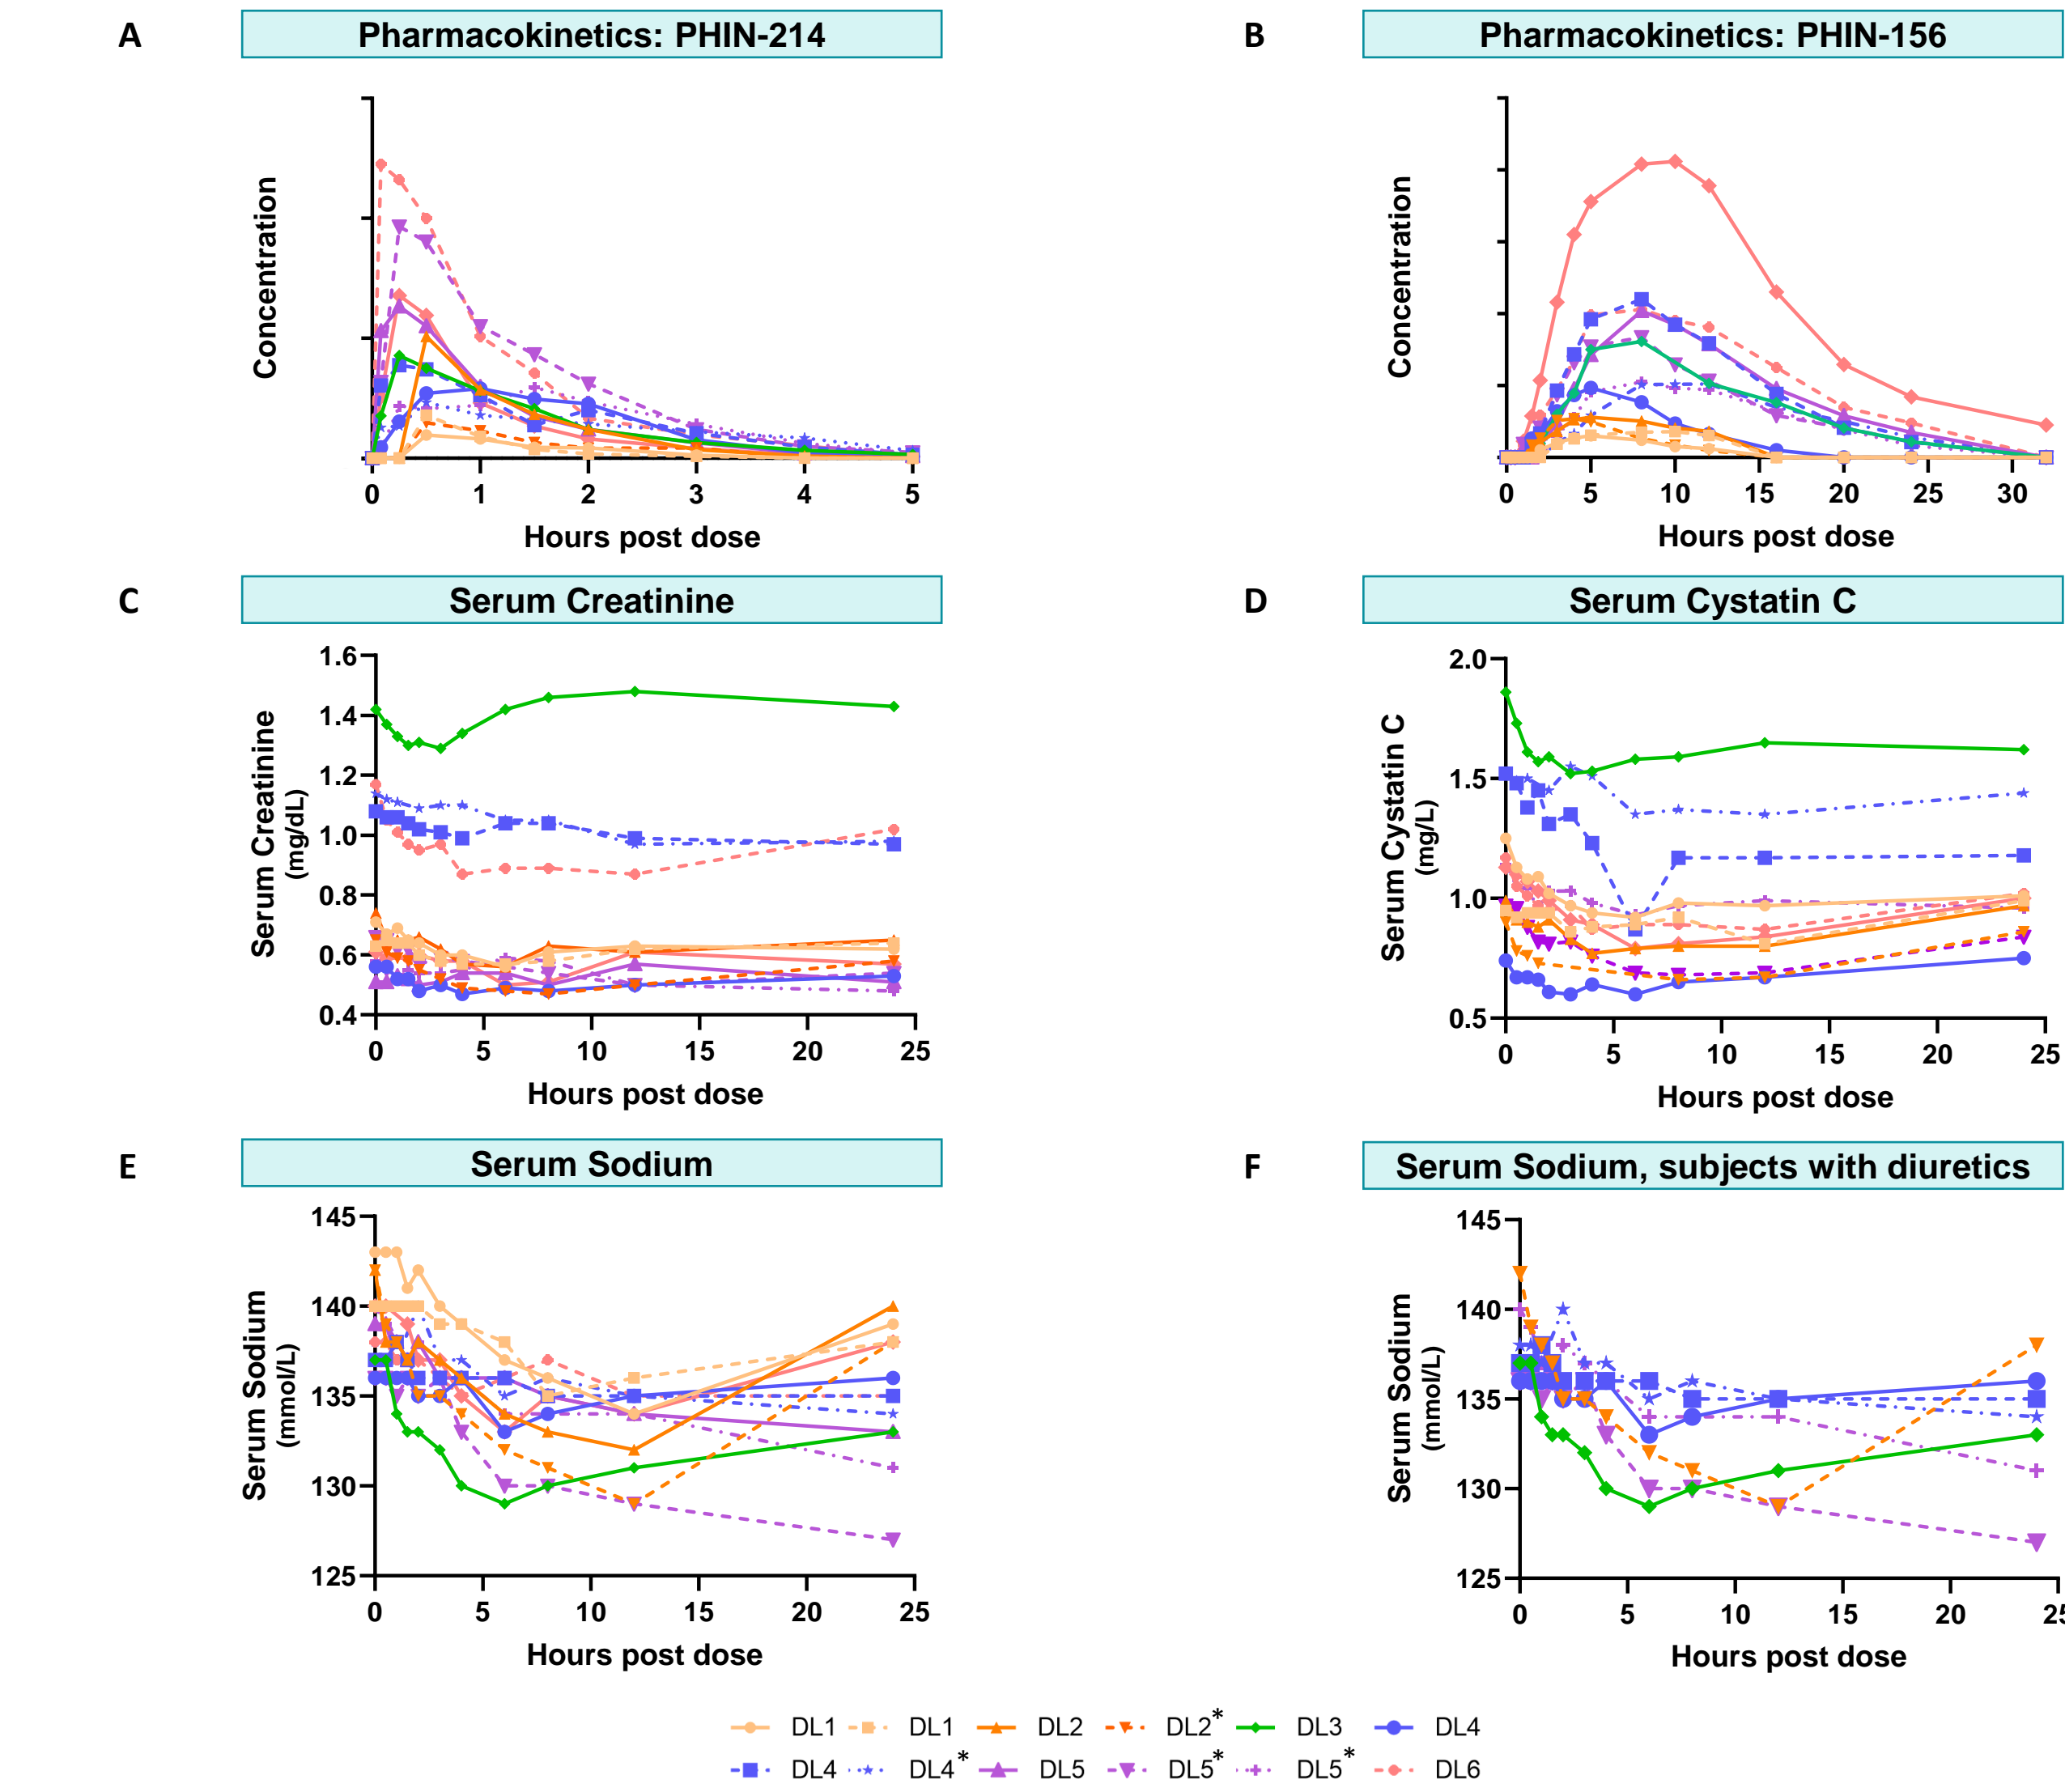 A
Pharmacokinetics: PHIN-214
Concentration
0 1 2 3 4 5
Hours post dose
B
Pharmacokinetics: PHIN-156
Concentration
0 5 10 15 20 25 30
Hours post dose
C
Serum Creatinine
Serum Creatinine
(mg/dL)
1.6
1.4
1.2
1.0
0.8
0.6
0.4
0 5 10 15 20 25
Hours post dose
D
Serum Cystatin C
Serum Cystatin C
(mg/L)
2.0
1.5
1.0
0.5
0 5 10 15 20 25
Hours post dose
E
Serum Sodium
Serum Sodium
(mmol/L)
145
140
135
130
125
0 5 10 15 20 25
Hours post dose
F
Serum Sodium, subjects with diuretics
Serum Sodium
(mmol/L)
145
140
135
130
125
0 5 10 15 20 25
Hours post dose
DL1 DL1 DL2 DL2* DL3 DL4
DL4 DL4* DL5 DL5* DL5* DL6